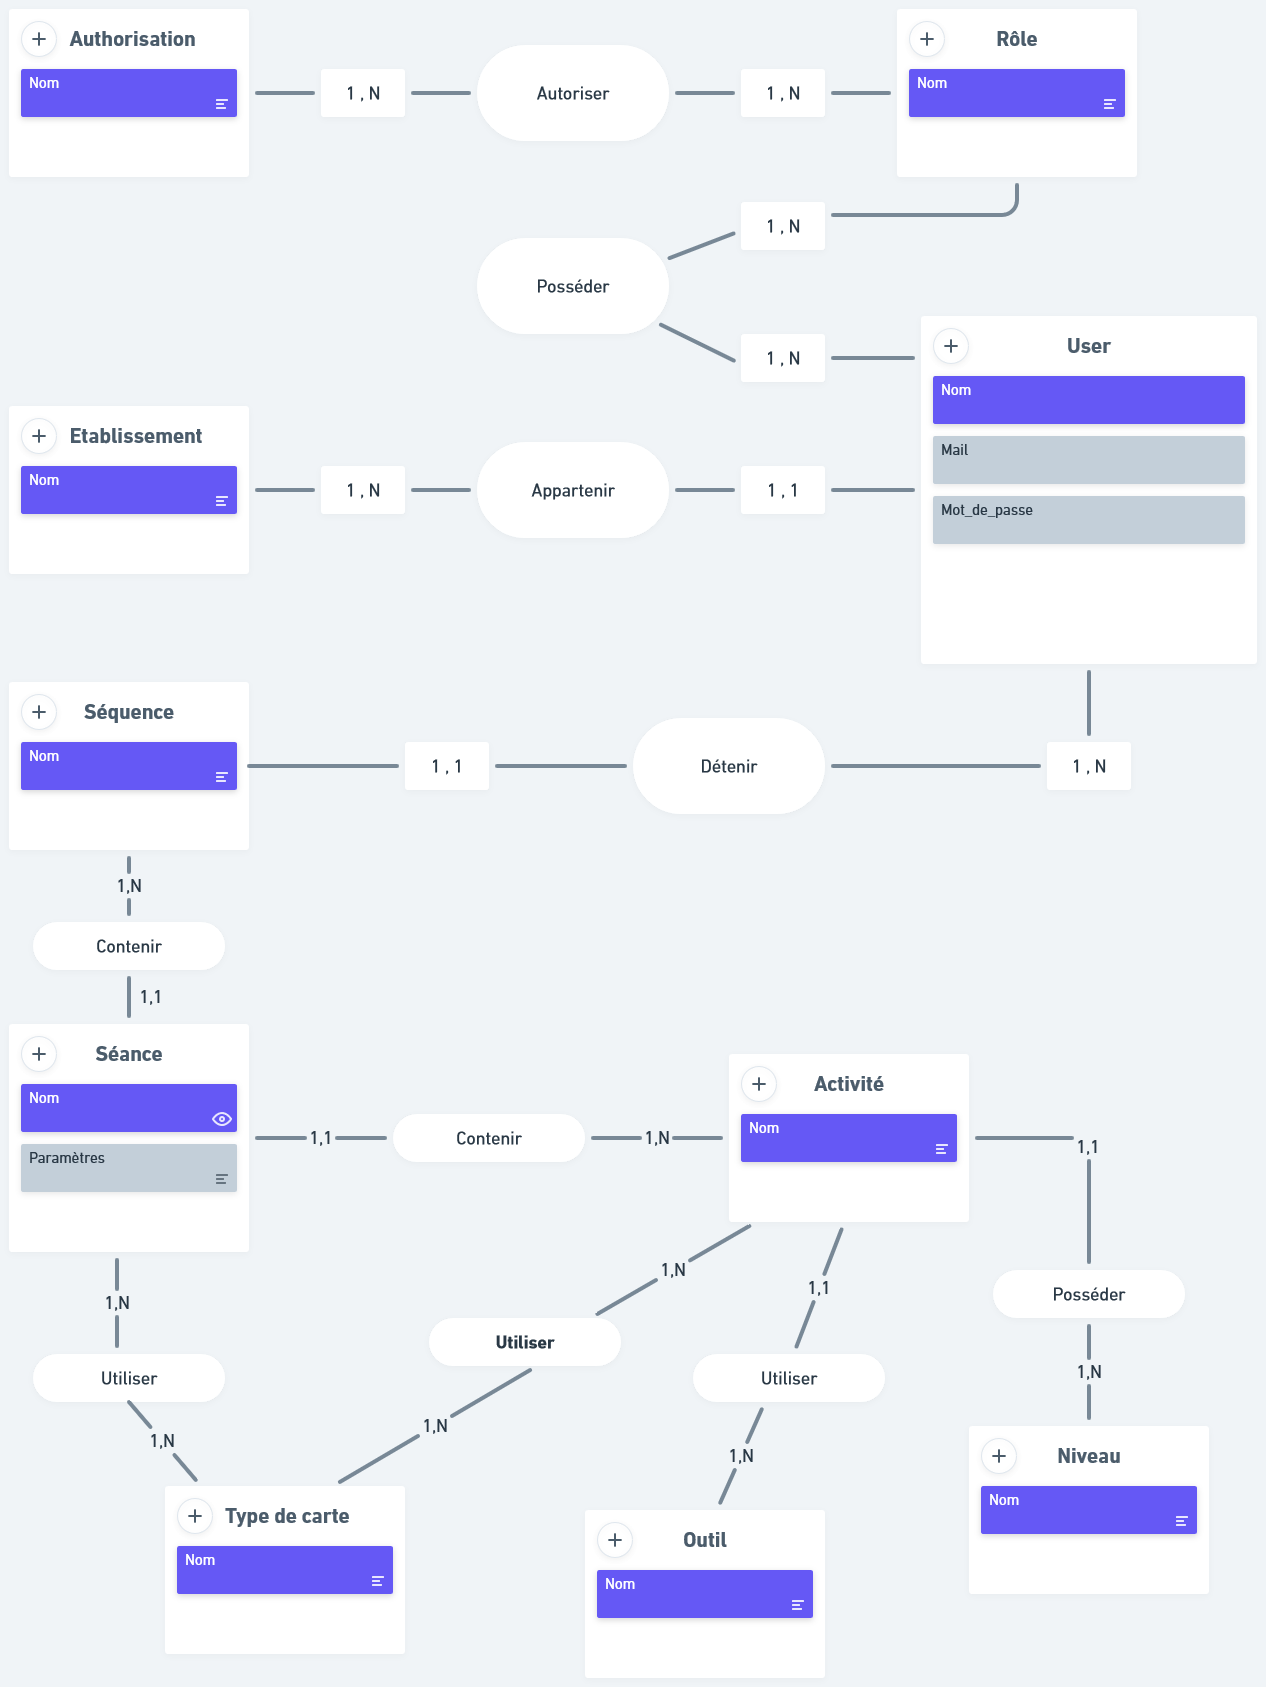 Authorisation
Nom
1 , N
Autoriser
1 , N
Rôle
Nom
1 , N
Posséder
1 , N
User
Nom
Mail
Mot_de_passe
Etablissement
Nom
1 , N
Appartenir
1 , 1
Séquence
Nom
1 , 1
Détenir
1 , N
1,N
Contenir
1,1
Séance
Nom
Paramètres
1,1
Contenir
1,N
Activité
Nom
1,1
Posséder
1,N
Niveau
Nom
1,N
Utiliser
1,N
1,N
Utiliser
1,N
1,1
Utiliser
1,N
Type de carte
Nom
Outil
Nom